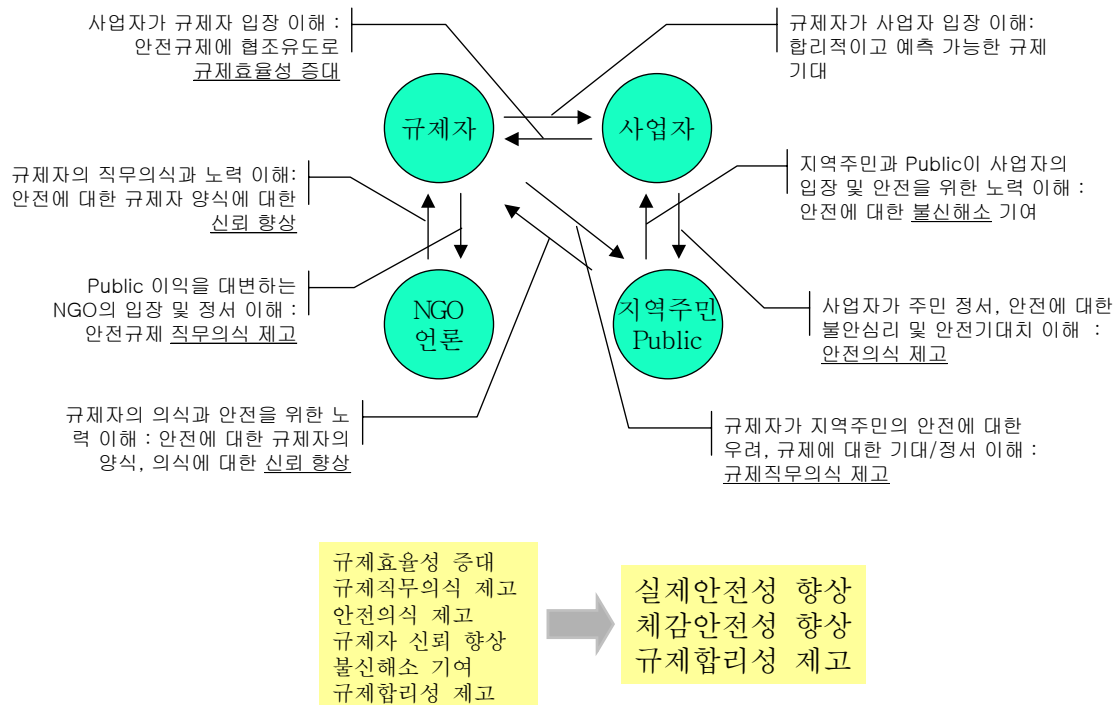 사업자가 규제자 입장 이해 :
안전규제에 협조유도로
규제효율성 증대
규제자가 사업자 입장 이해:
합리적이고 예측 가능한 규제
기대
규제자
사업자
규제자의 직무의식과 노력 이해:
안전에 대한 규제자 양식에 대한
신뢰 향상
지역주민과 Public이 사업자의
입장 및 안전을 위한 노력 이해 :
안전에 대한 불신해소 기여
Public 이익을 대변하는
NGO의 입장 및 정서 이해 :
안전규제 직무의식 제고
NGO
언론
지역주민
Public
사업자가 주민 정서, 안전에 대한
불안심리 및 안전기대치 이해 :
안전의식 제고
규제자의 의식과 안전을 위한 노
력 이해 : 안전에 대한 규제자의
양식, 의식에 대한 신뢰 향상
규제자가 지역주민의 안전에 대한
우려, 규제에 대한 기대/정서 이해 :
규제직무의식 제고
규제효율성 증대
규제직무의식 제고
안전의식 제고
규제자 신뢰 향상
불신해소 기여
규제합리성 제고
실제안전성 향상
체감안전성 향상
규제합리성 제고